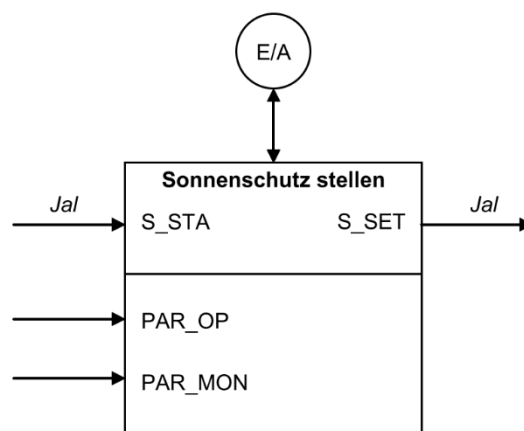 E/A
Sonnenschutz stellen
Jal
S_STA
S_SET
Jal
PAR_OP
PAR_MON